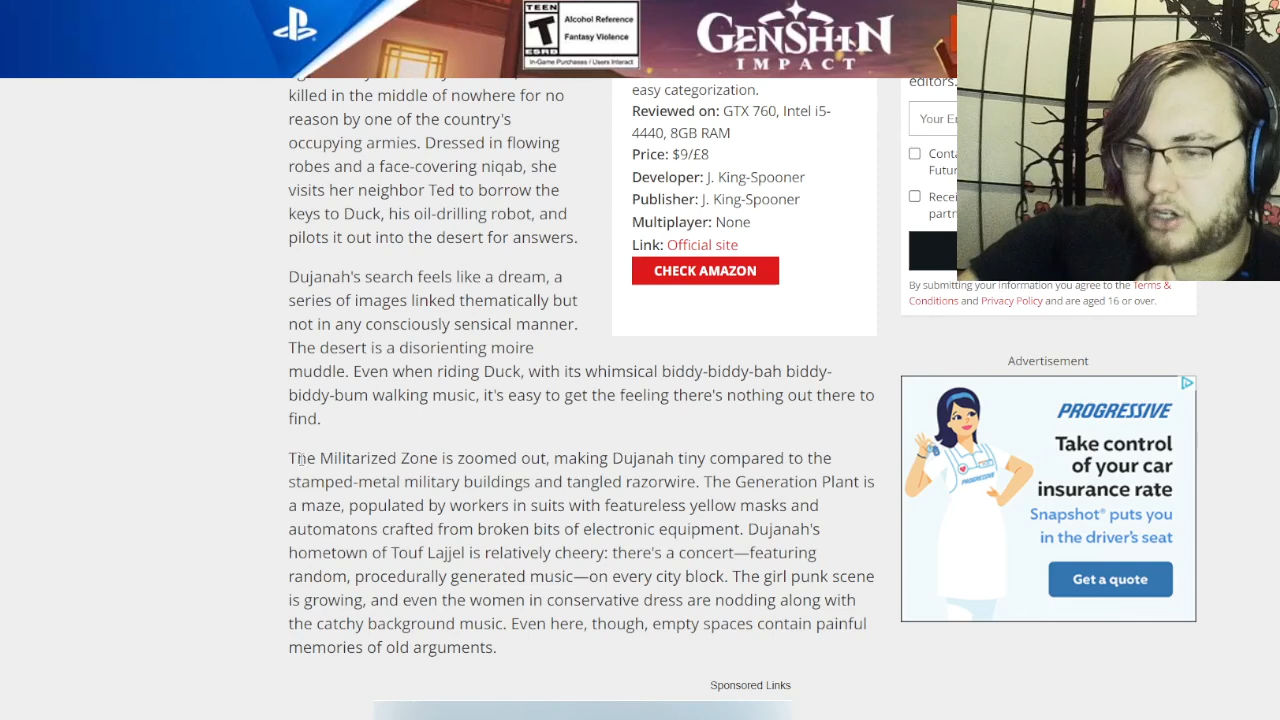 TEEN
T
ESRB
Alcohol Reference
Fantasy Violence
In-Game Purchases / Users Interact
GENSHIN
IMPACT
killed in the middle of nowhere for no
reason by one of the country's
occupying armies. Dressed in flowing
robes and a face-covering niqab, she
visits her neighbor Ted to borrow the
keys to Duck, his oil-drilling robot, and
pilots it out into the desert for answers.
Dujanah's search feels like a dream, a
series of images linked thematically but
not in any consciously sensical manner.
The desert is a disorienting moire
muddle. Even when riding Duck, with its whimsical biddy-biddy-bah biddy-
biddy-bum walking music, it's easy to get the feeling there's nothing out there to
find.
The Militarized Zone is zoomed out, making Dujanah tiny compared to the
stamped-metal military buildings and tangled razorwire. The Generation Plant is
a maze, populated by workers in suits with featureless yellow masks and
automatons crafted from broken bits of electronic equipment. Dujanah's
hometown of Touf Lajjel is relatively cheery: there's a concert—featuring
random, procedurally generated music—on every city block. The girl punk scene
is growing, and even the women in conservative dress are nodding along with
the catchy background music. Even here, though, empty spaces contain painful
memories of old arguments.
Sponsored Links
easy categorization.
Reviewed on: GTX 760, Intel i5-
4440, 8GB RAM
Price: $9/£8
Developer: J. King-Spooner
Publisher: J. King-Spooner
Multiplayer: None
Link: Official site
CHECK AMAZON
editors.
Your E
Conta
Futur
Recei
partn
By submitting your information you agree to the Terms &
Conditions and Privacy Policy and are aged 16 or over.
Advertisement
PROGRESSIVE
Take control
of your car
insurance rate
Snapshot® puts you
in the driver's seat
Get a quote